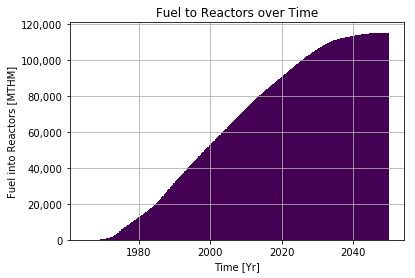 Fuel to Reactors over Time
120,000
100,000
80,000
60,000
40,000
20,000
0
Fuel into Reactors [MTHM]
1980 2000 2020 2040
Time [Yr]